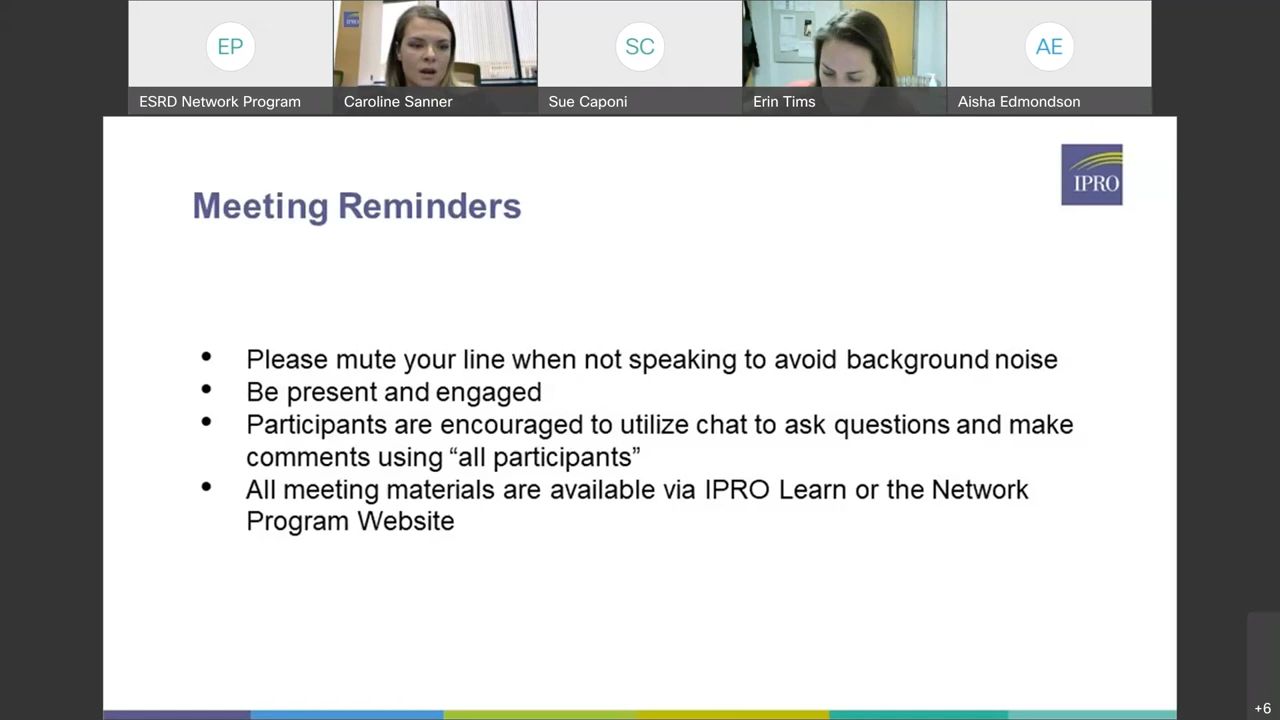 EP
SC
AE
IPRO
ESRD Network Program
Caroline Sanner
Sue Caponi
Erin Tims
Aisha Edmondson
IPRO
Meeting Reminders
• Please mute your line when not speaking to avoid background noise
• Be present and engaged
• Participants are encouraged to utilize chat to ask questions and make
comments using “all participants”
• All meeting materials are available via IPRO Learn or the Network
Program Website
+6